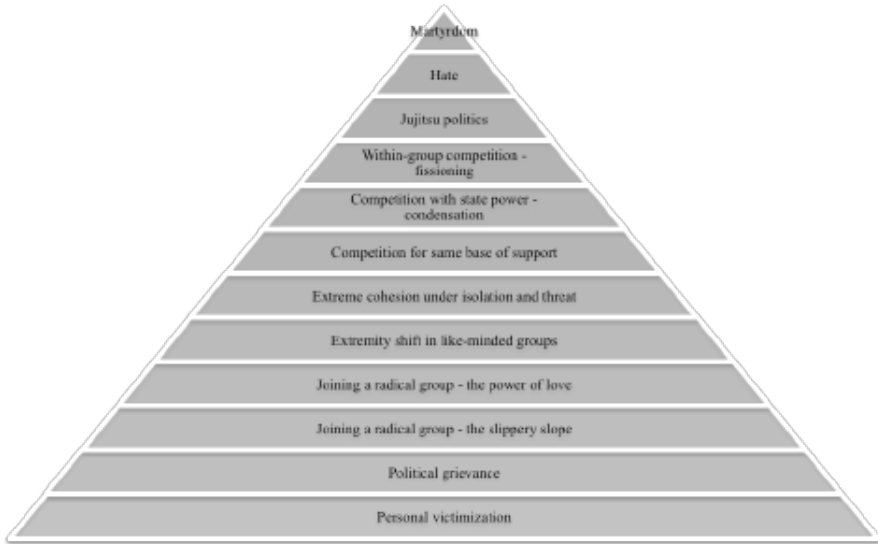 Martyrdom
Hate
Jujitsu politics
Within-group competition -
fissioning
Competition with state power -
condensation
Competition for same base of support
Extreme cohesion under isolation and threat
Extremity shift in like-minded groups
Joining a radical group - the power of love
Joining a radical group - the slippery slope
Political grievance
Personal victimization